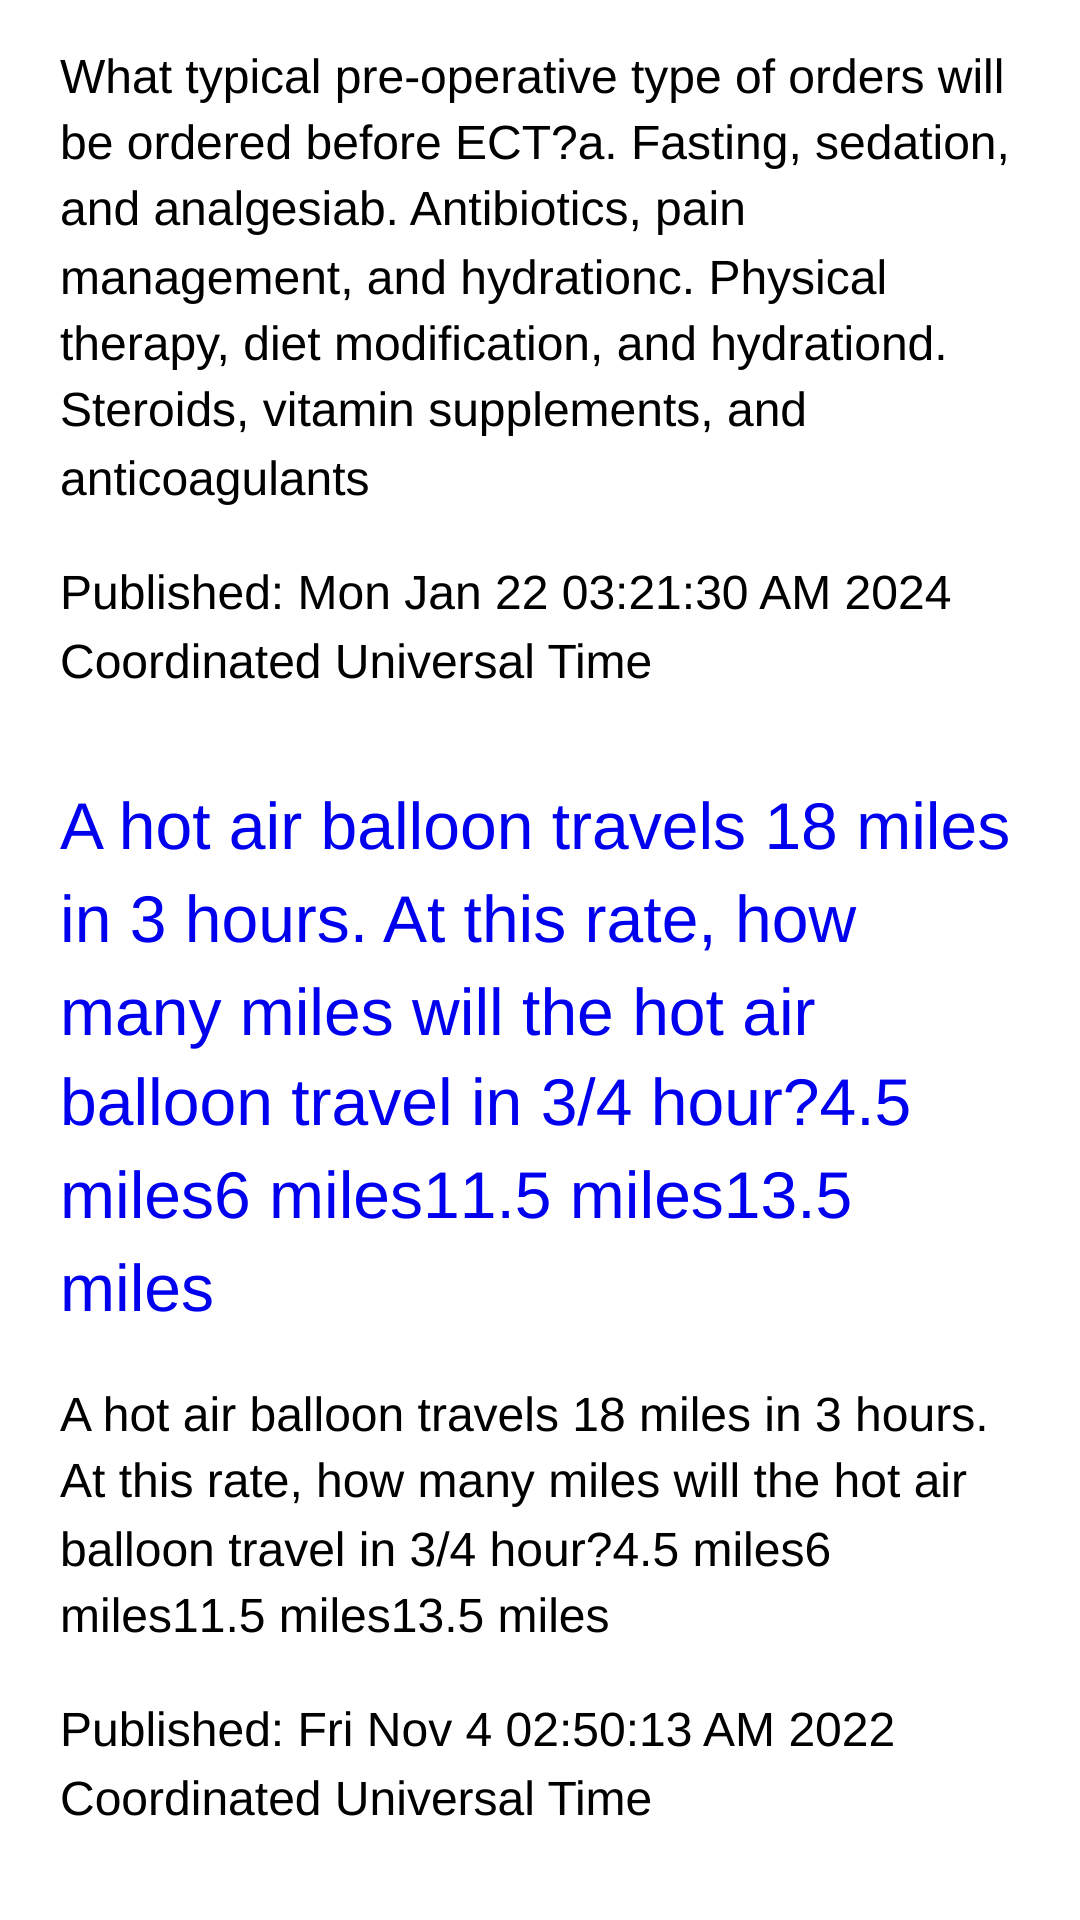 What typical pre-operative type of orders will
be ordered before ECT?a. Fasting, sedation,
and analgesiab. Antibiotics, pain
management, and hydrationc. Physical
therapy, diet modification, and hydrationd.
Steroids, vitamin supplements, and
anticoagulants
Published: Mon Jan 22 03:21:30 AM 2024
Coordinated Universal Time
A hot air balloon travels 18 miles
in 3 hours. At this rate, how
many miles will the hot air
balloon travel in 3/4 hour?4.5
miles6 miles11.5 miles13.5
miles
A hot air balloon travels 18 miles in 3 hours.
At this rate, how many miles will the hot air
balloon travel in 3/4 hour?4.5 miles6
miles11.5 miles13.5 miles
Published: Fri Nov 4 02:50:13 AM 2022
Coordinated Universal Time